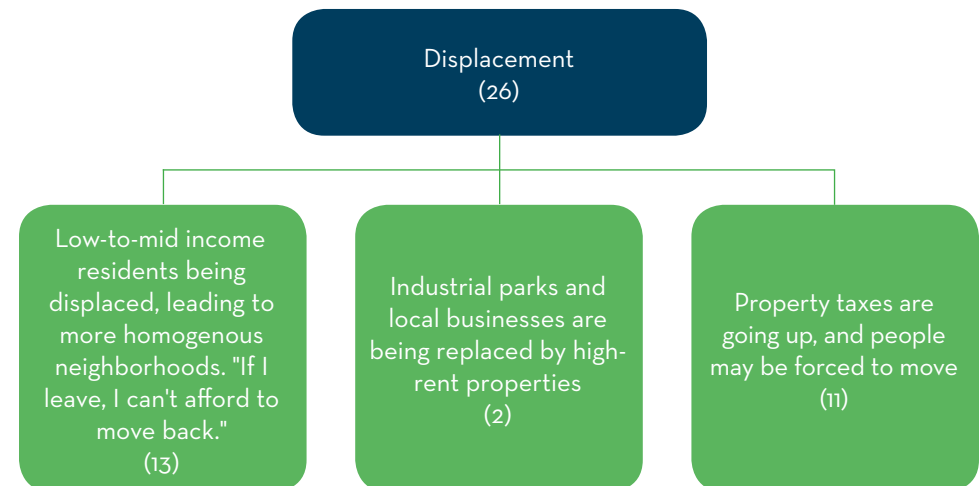 Displacement
(26)
Low-to-mid income
residents being
displaced, leading to
more homogenous
neighborhoods. "If I
leave, I can't afford to
move back."
(13)
Industrial parks and
local businesses are
being replaced by high-
rent properties
(2)
Property taxes are
going up, and people
may be forced to move
(11)